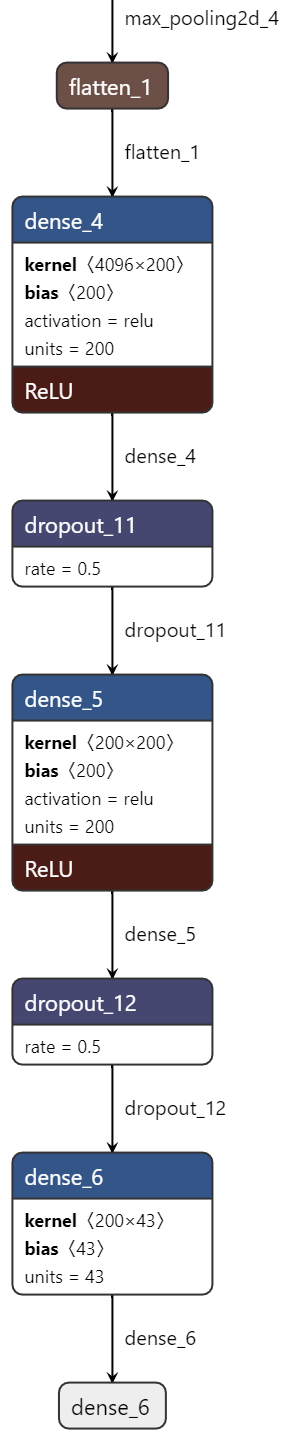 max_pooling2d_4
flatten_1
flatten_1
dense_4
kernel 〈4096×200〉
bias 〈200〉
activation = relu
units = 200
ReLU
dense_4
dropout_11
rate = 0.5
dropout_11
dense_5
kernel 〈200×200〉
bias 〈200〉
activation = relu
units = 200
ReLU
dense_5
dropout_12
rate = 0.5
dropout_12
dense_6
kernel 〈200×43〉
bias 〈43〉
units = 43
dense_6
dense_6